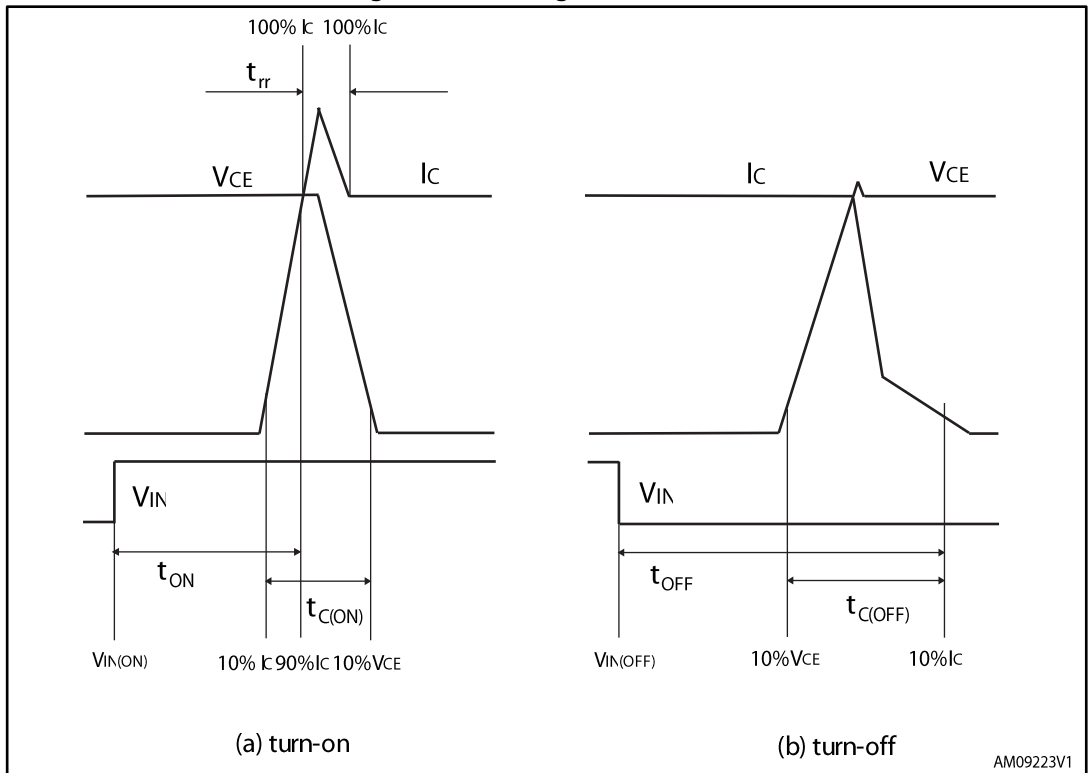 100% IC 100% IC
trr
VCE
IC
VIN
tON
tC(ON)
VIN(ON)
10% IC 90% IC 10% VCE
(a) turn-on
IC
VCE
VIN
tOFF
tC(OFF)
VIN(OFF)
10% VCE
10% IC
(b) turn-off
AM09223V1